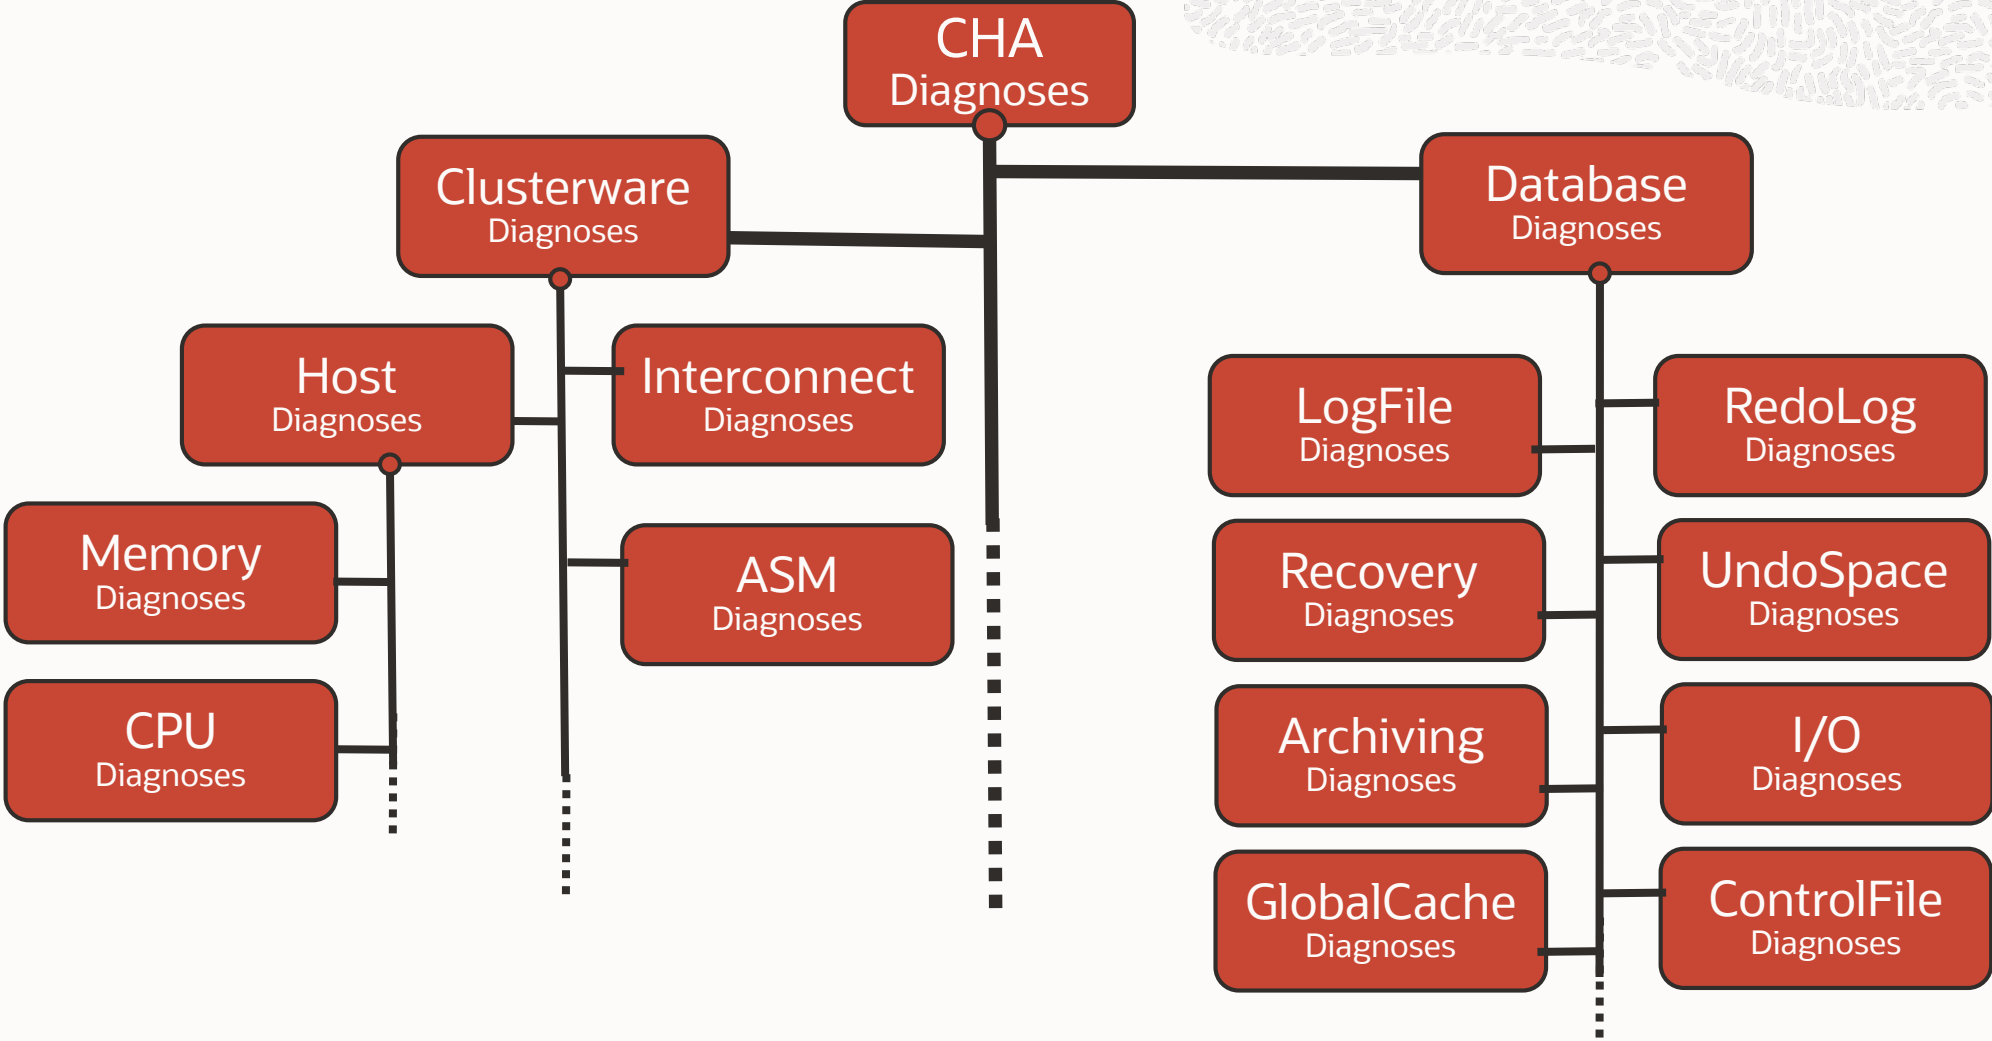 CHA
Diagnoses
Clusterware
Diagnoses
Database
Diagnoses
Host
Diagnoses
Interconnect
Diagnoses
LogFile
Diagnoses
RedoLog
Diagnoses
Memory
Diagnoses
ASM
Diagnoses
Recovery
Diagnoses
UndoSpace
Diagnoses
CPU
Diagnoses
Archiving
Diagnoses
I/O
Diagnoses
GlobalCache
Diagnoses
ControlFile
Diagnoses